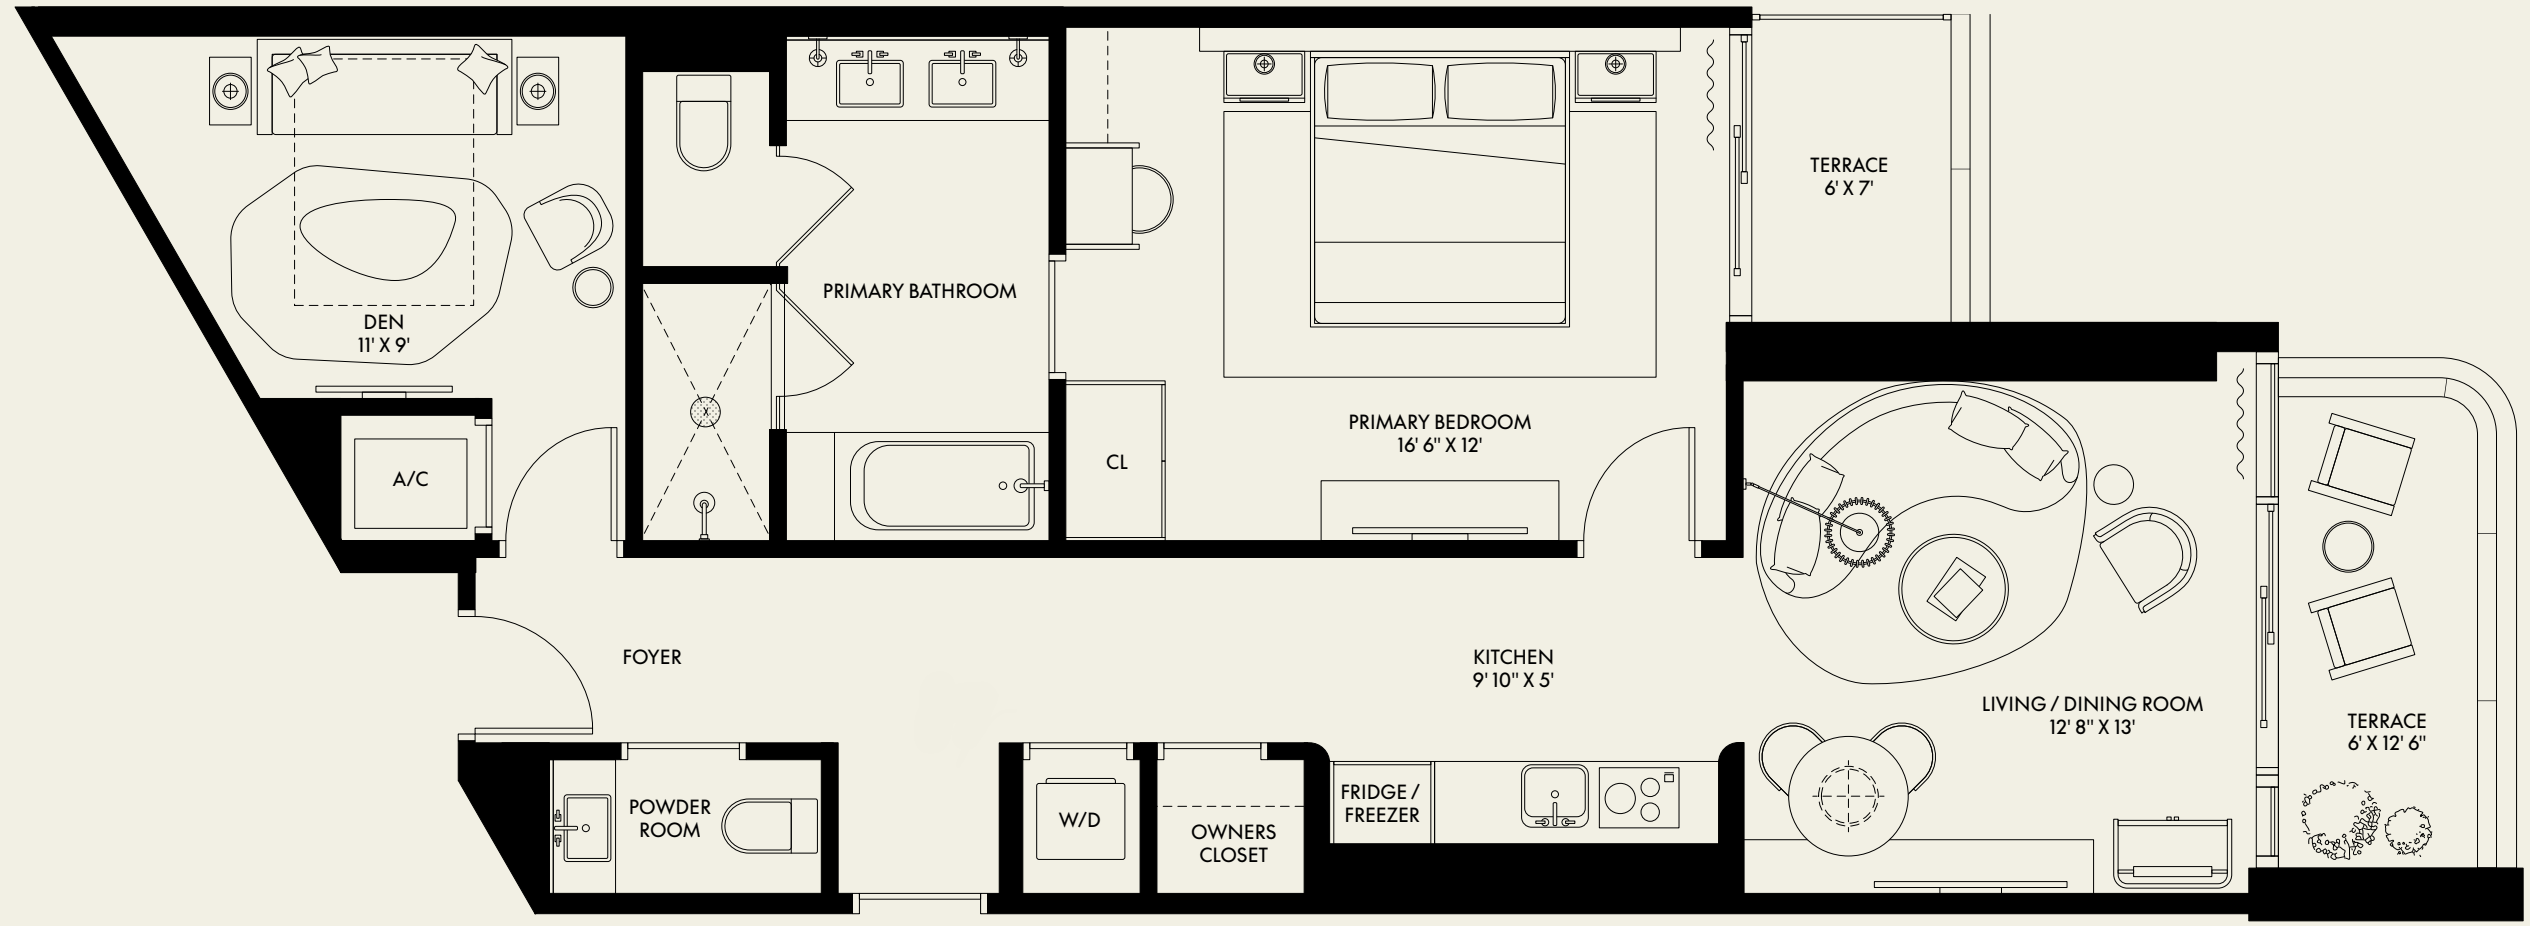 TERRACE
6' X 7'
PRIMARY BATHROOM
DEN
11' X 9'
PRIMARY BEDROOM
16' 6" X 12'
CL
A/C
X
FOYER
KITCHEN
9' 10" X 5'
LIVING / DINING ROOM
12' 8" X 13'
TERRACE
6' X 12' 6"
POWDER
ROOM
W/D
OWNERS
CLOSET
FRIDGE /
FREEZER